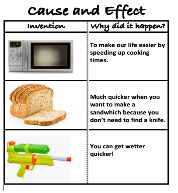 Cause and Effect
Invention
Why did it happen?
To make our life easier by
speeding up cooking
times.
Much quicker when you
want to make a
sandwhich because you
don't need to find a knife.
You can get wetter
quicker!